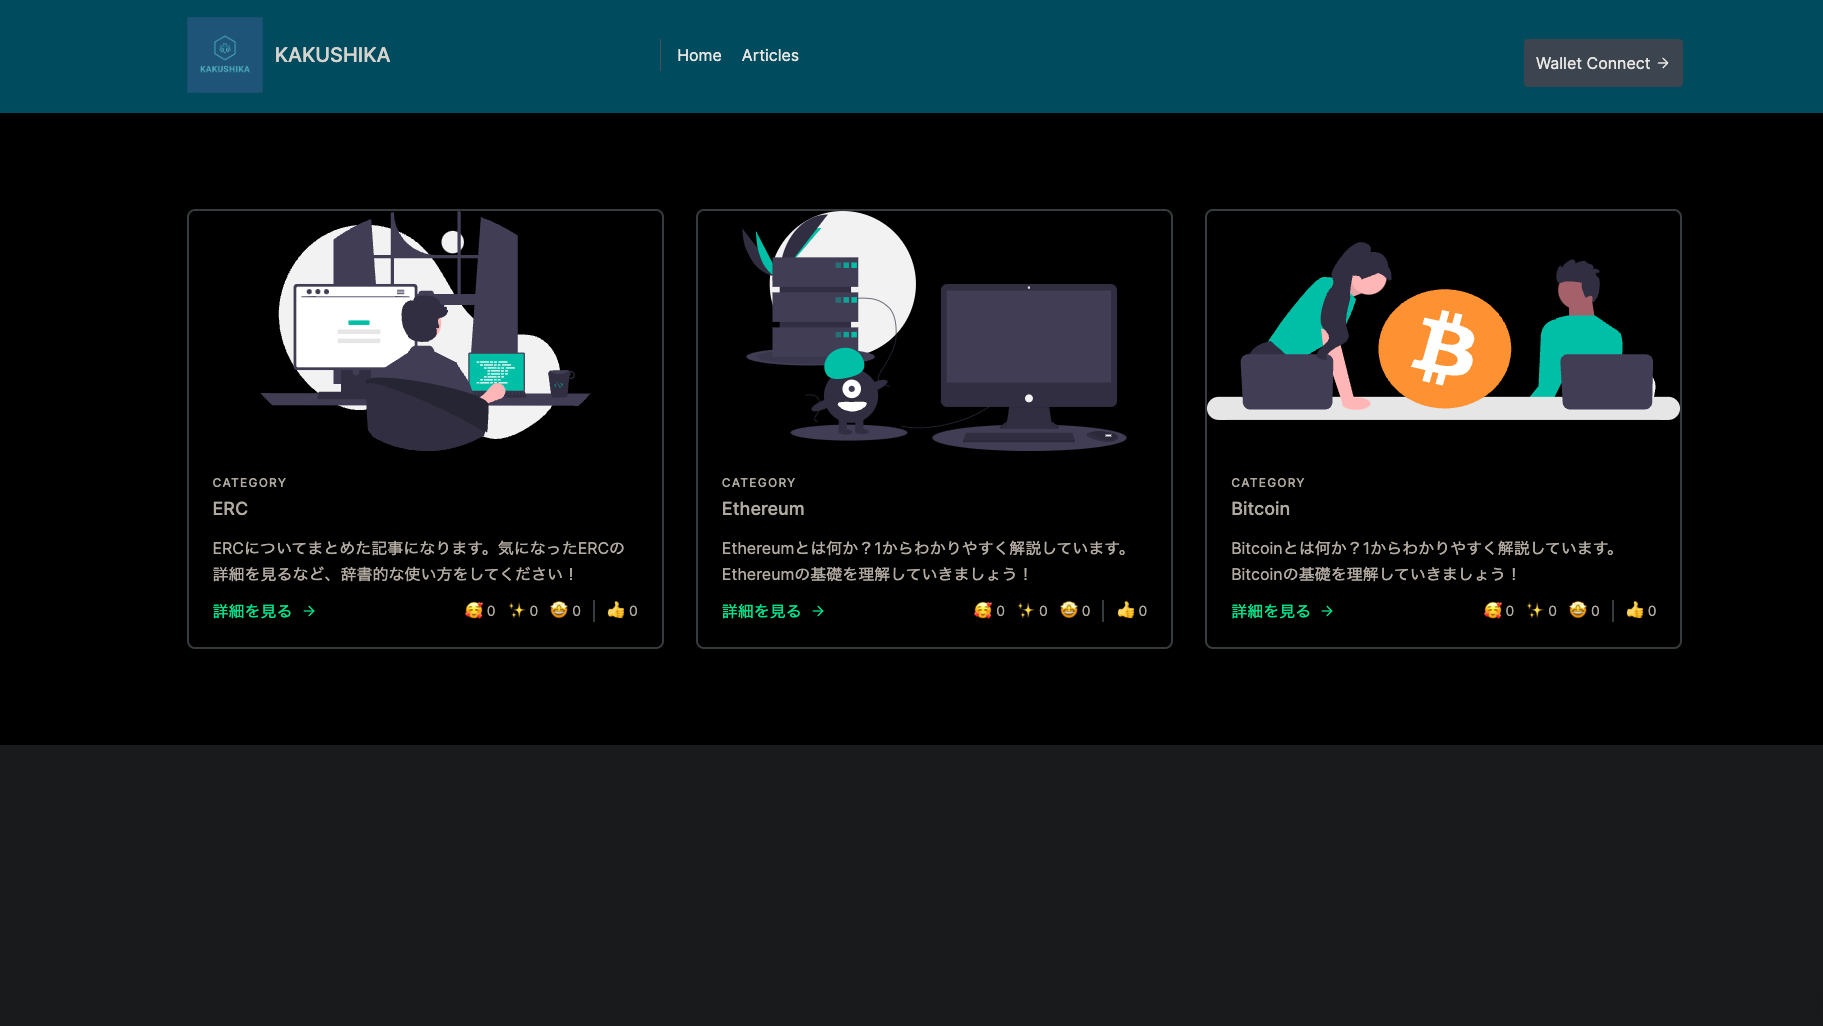 KAKUSHIKA
KAKUSHIKA
Home
Articles
Wallet Connect →
CATEGORY
ERC
ERCについてまとめた記事になります。気になったERCの
詳細を見るなど、辞書的な使い方をしてください！
詳細を見る →
🥰 0 ✨ 0 🤩 0 👍 0
CATEGORY
Ethereum
Ethereumとは何か？1からわかりやすく解説しています。
Ethereumの基礎を理解していきましょう！
詳細を見る →
🥰 0 ✨ 0 🤩 0 👍 0
CATEGORY
Bitcoin
Bitcoinとは何か？1からわかりやすく解説しています。
Bitcoinの基礎を理解していきましょう！
詳細を見る →
🥰 0 ✨ 0 🤩 0 👍 0